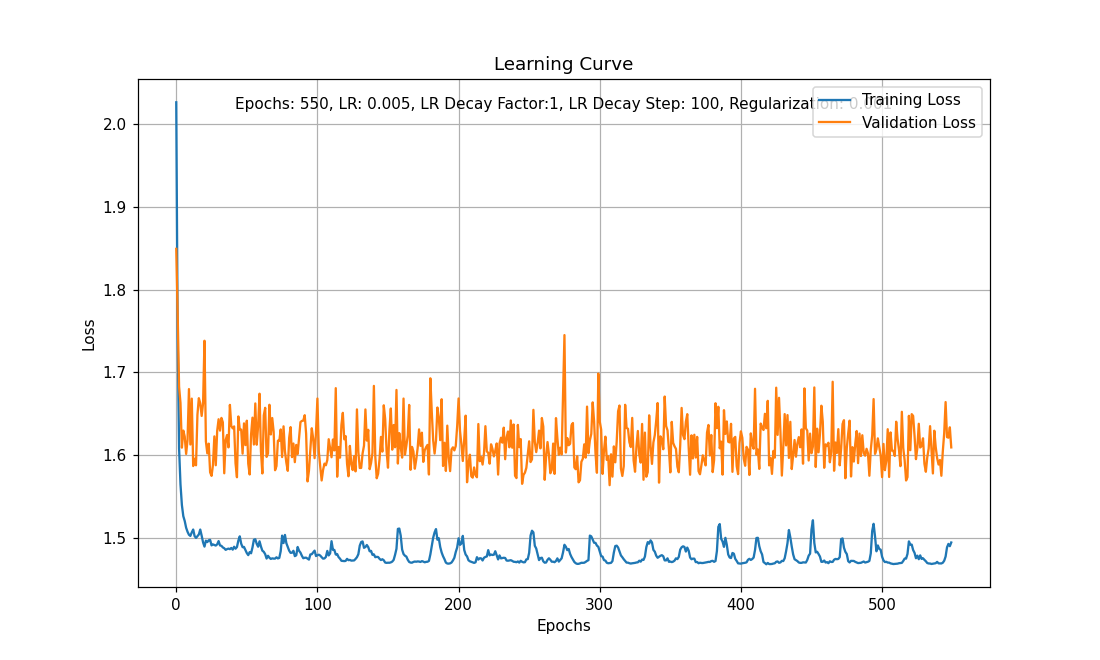 Learning Curve
Epochs: 550, LR: 0.005, LR Decay Factor:1, LR Decay Step: 100, Regularization: 0.001
Training Loss
Validation Loss
2.0
1.9
1.8
1.7
1.6
1.5
Loss
0
100
200
300
400
500
Epochs